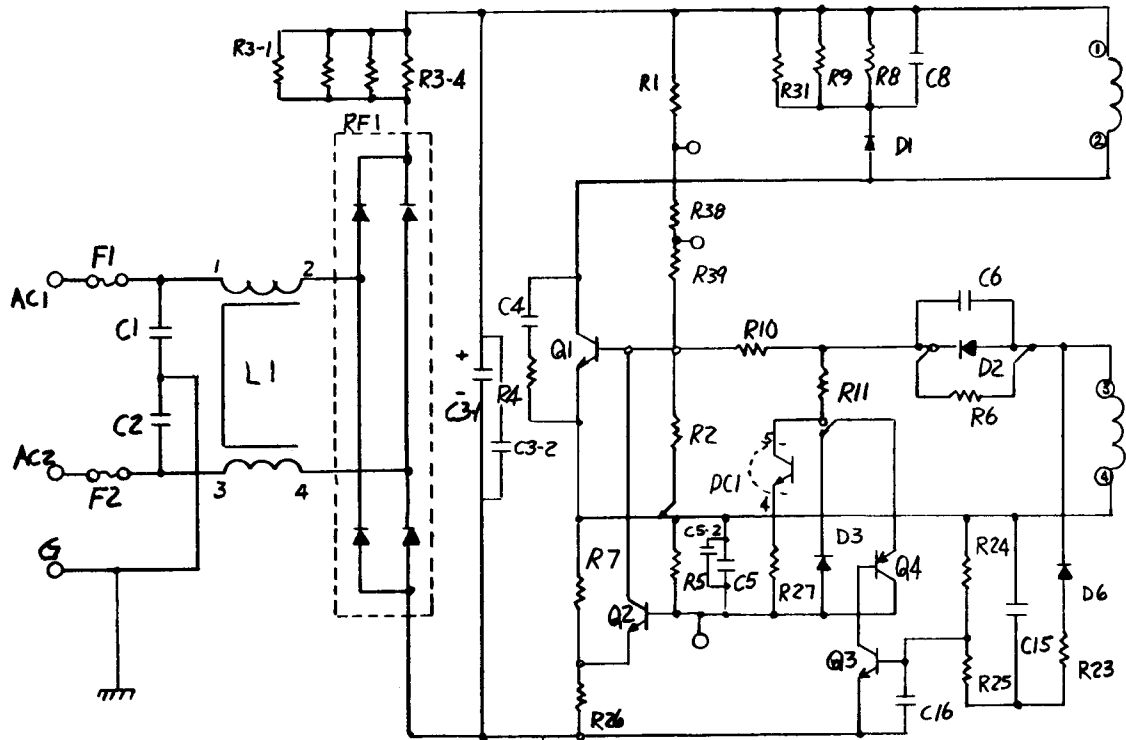 R3-1
R3-4
RF1
R1
R31
R9
R8
C8
1
2
D1
R38
R39
AC1
F1
1
2
C1
L1
C2
AC2
F2
3
4
G
+
-
C3-1
R4
C3-2
C4
Q1
R10
C6
D2
R6
R11
R2
3
4
5
DC1
4
C5-2
C5
R5
R7
Q2
R27
D3
Q4
R24
D6
C15
Q3
R25
R23
C16
R26